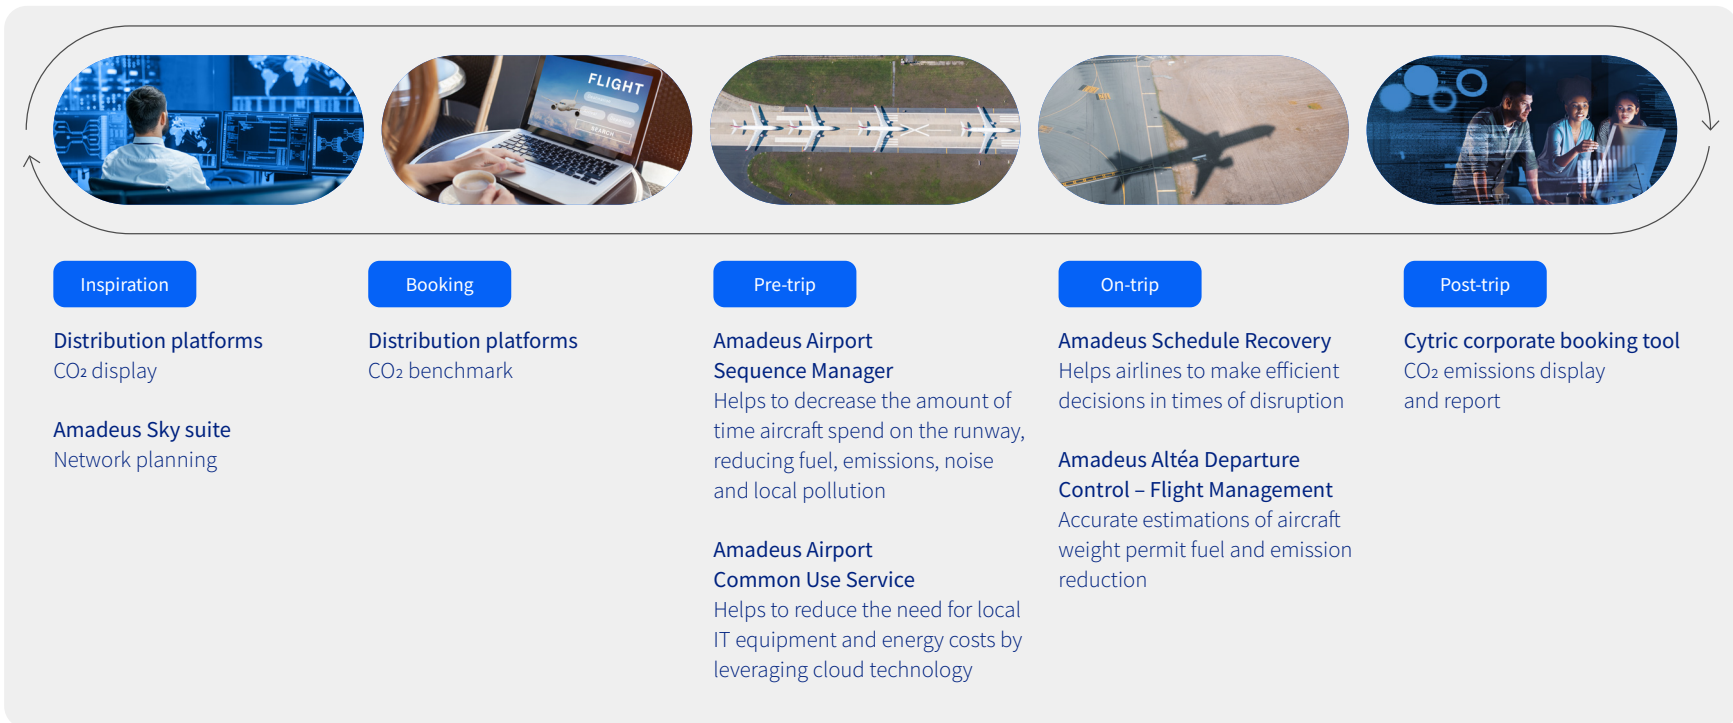 FLIGHT
SEARCH
Inspiration
Distribution platforms
CO₂ display
Amadeus Sky suite
Network planning
Booking
Distribution platforms
CO₂ benchmark
Pre-trip
Amadeus Airport
Sequence Manager
Helps to decrease the amount of
time aircraft spend on the runway,
reducing fuel, emissions, noise
and local pollution
Amadeus Airport
Common Use Service
Helps to reduce the need for local
IT equipment and energy costs by
leveraging cloud technology
On-trip
Amadeus Schedule Recovery
Helps airlines to make efficient
decisions in times of disruption
Amadeus Altéa Departure
Control – Flight Management
Accurate estimations of aircraft
weight permit fuel and emission
reduction
Post-trip
Cytric corporate booking tool
CO₂ emissions display
and report